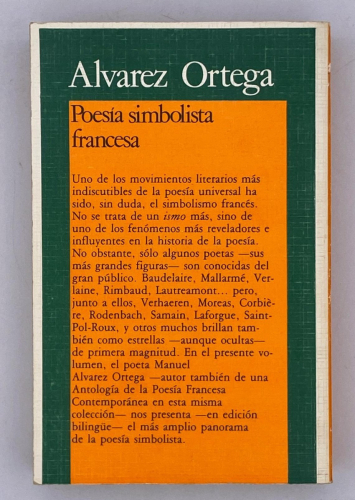 Alvarez Ortega
Poesía simbolista
francesa
Uno de los movimientos literarios más
indiscutibles de la poesía universal ha
sido, sin duda, el simbolismo francés.
No se trata de un ismo más, sino de
uno de los fenómenos más reveladores e
influyentes en la historia de la poesía.
No obstante, sólo algunos poetas —sus
más grandes figuras— son conocidas del
gran público. Baudelaire, Mallarmé, Ver-
laine, Rimbaud, Lautreamont... pero,
junto a ellos, Verhaeren, Moreas, Corbiè-
re, Rodenbach, Samain, Laforgue, Saint-
Pol-Roux, y otros muchos brillan tam-
bién como estrellas —aunque ocultas—
de primera magnitud. En el presente vo-
lumen, el poeta Manuel
Alvarez Ortega —autor también de una
Antología de la Poesía Francesa
Contemporánea en esta misma
colección— nos presenta —en edición
bilingüe— el más amplio panorama
de la poesía simbolista.